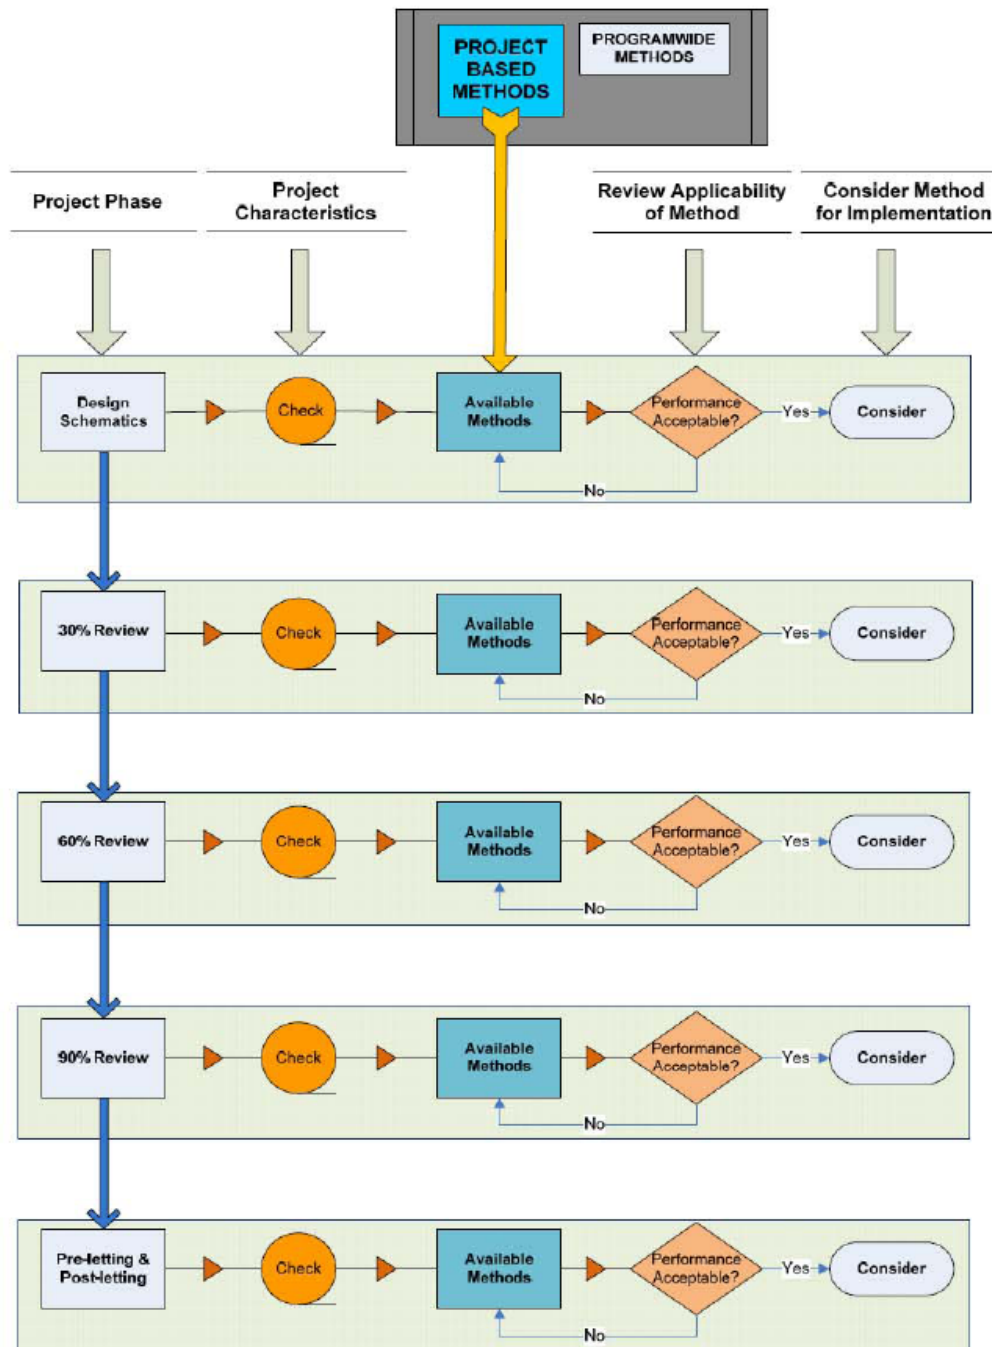 PROJECT
BASED
METHODS
PROGRAMWIDE
METHODS
Project Phase
Project
Characteristics
Review Applicability
of Method
Consider Method
for Implementation
Design
Schematics
Check
Available
Methods
Performance
Acceptable?
Yes
Consider
No
30% Review
Check
Available
Methods
Performance
Acceptable?
Yes
Consider
No
60% Review
Check
Available
Methods
Performance
Acceptable?
Yes
Consider
No
90% Review
Check
Available
Methods
Performance
Acceptable?
Yes
Consider
No
Pre-letting &
Post-letting
Check
Available
Methods
Performance
Acceptable?
Yes
Consider
No